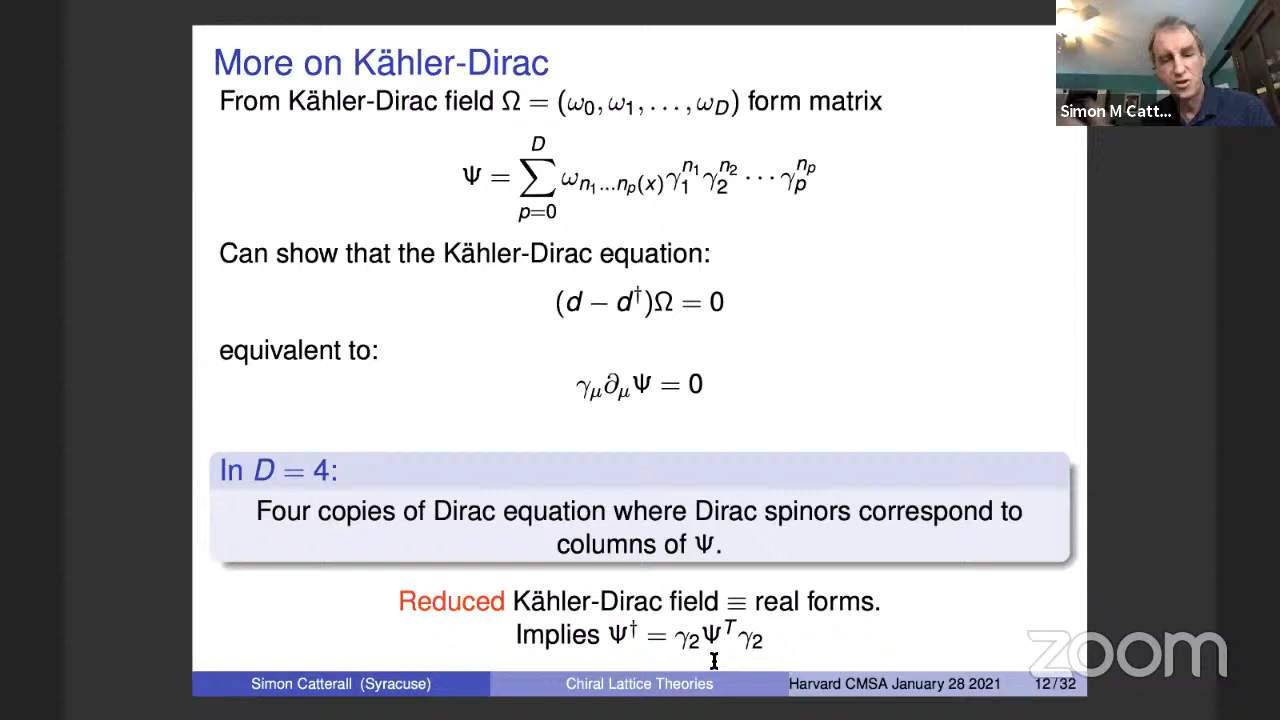 More on Kähler-Dirac
From Kähler-Dirac field Ω = (ω₀, ω₁, . . . , ω_D) form matrix
Ψ = ∑_{p=0}^{D} ω_{n₁...n_p(x)} γ₁^{n₁} γ₂^{n₂} ⋯ γ_p^{n_p}
Can show that the Kähler-Dirac equation:
(d − d†)Ω = 0
equivalent to:
γ_μ∂_μΨ = 0
In D = 4:
Four copies of Dirac equation where Dirac spinors correspond to
columns of Ψ.
Reduced Kähler-Dirac field ≡ real forms.
Implies Ψ† = γ₂Ψ^Tγ₂
Simon Catterall (Syracuse) Chiral Lattice Theories Harvard CMSA January 28 2021 12/32
Simon M Catt...
zoom